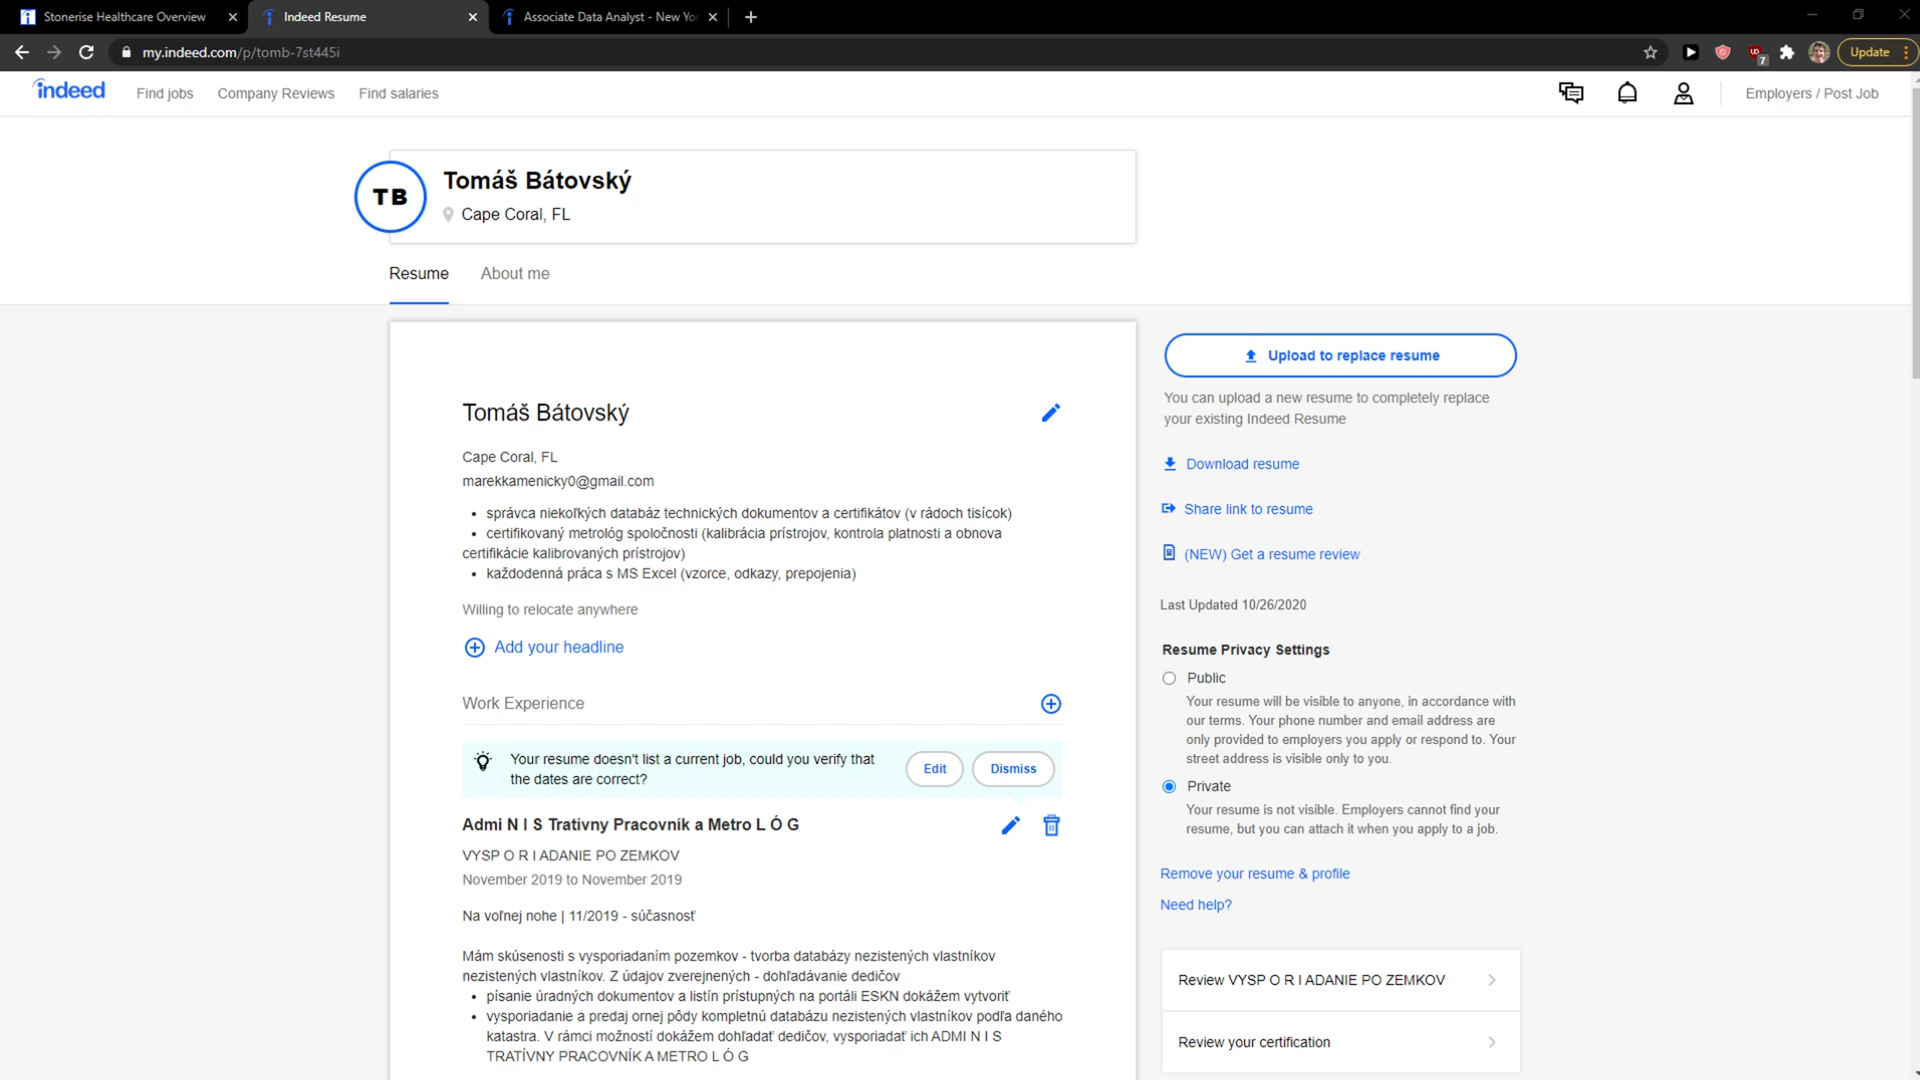 Stonerise Healthcare Overview
Indeed Resume
Associate Data Analyst - New Yo
my.indeed.com/p/tomb-7st445i
7
Update
indeed
Find jobs
Company Reviews
Find salaries
Employers / Post Job
TB
Tomáš Bátovský
Cape Coral, FL
Resume
About me
Tomáš Bátovský
Cape Coral, FL
marekkamenicky0@gmail.com
• správca niekoľkých databáz technických dokumentov a certifikátov (v rádoch tisícok)
• certifikovaný metrológ spoločnosti (kalibrácia prístrojov, kontrola platnosti a obnova
certifikácie kalibrovaných prístrojov)
• každodenná práca s MS Excel (vzorce, odkazy, prepojenia)
Willing to relocate anywhere
Add your headline
Work Experience
Your resume doesn't list a current job, could you verify that
the dates are correct?
Edit
Dismiss
Admi N I S Tratívny Pracovník a Metro L Ó G
VYSP O R I ADANIE PO ZEMKOV
November 2019 to November 2019
Na voľnej nohe | 11/2019 - súčasnosť
Mám skúsenosti s vysporiadaním pozemkov - tvorba databázy nezistených vlastníkov
nezistených vlastníkov. Z údajov zverejnených - dohľadávanie dedičov
• písanie úradných dokumentov a listín prístupných na portáli ESKN dokážem vytvoriť
• vysporiadanie a predaj ornej pôdy kompletnú databázu nezistených vlastníkov podľa daného
katastra. V rámci možností dokážem dohľadať dedičov, vysporiadať ich ADMI N I S
TRATÍVNY PRACOVNÍK A METRO L Ó G
Upload to replace resume
You can upload a new resume to completely replace
your existing Indeed Resume
Download resume
Share link to resume
(NEW) Get a resume review
Last Updated 10/26/2020
Resume Privacy Settings
Public
Your resume will be visible to anyone, in accordance with
our terms. Your phone number and email address are
only provided to employers you apply or respond to. Your
street address is visible only to you.
Private
Your resume is not visible. Employers cannot find your
resume, but you can attach it when you apply to a job.
Remove your resume & profile
Need help?
Review VYSP O R I ADANIE PO ZEMKOV
Review your certification